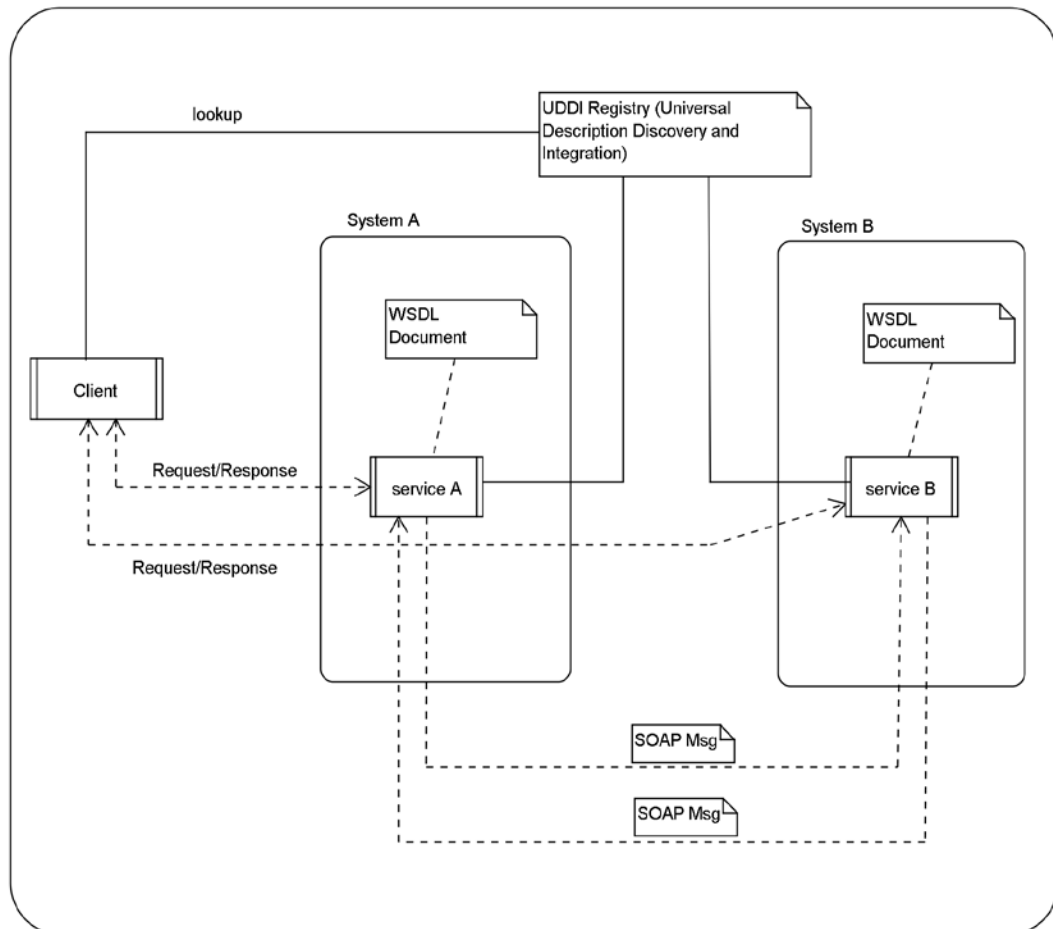 lookup
UDDI Registry (Universal
Description Discovery and
Integration)
System A
System B
WSDL
Document
WSDL
Document
Client
Request/Response
service A
service B
Request/Response
SOAP Msg
SOAP Msg